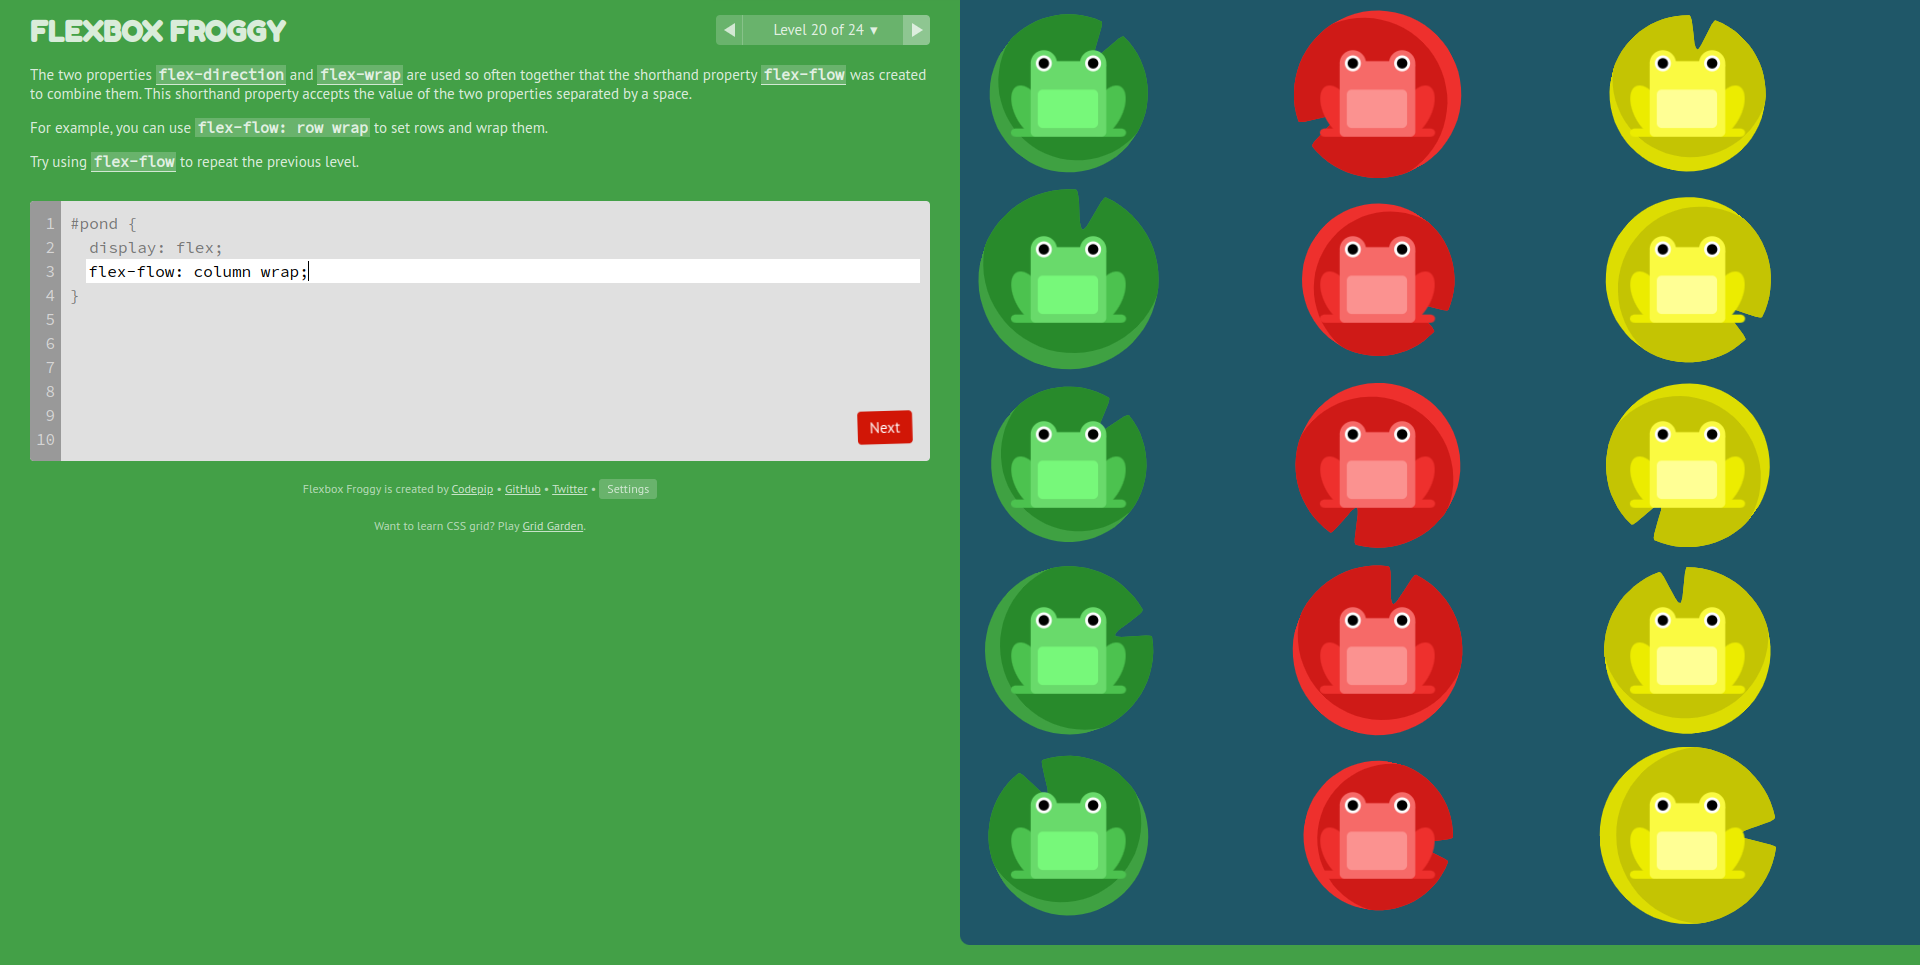 FLEXBOX FROGGY
◀ Level 20 of 24 ▾ ▶
The two properties flex-direction and flex-wrap are used so often together that the shorthand property flex-flow was created
to combine them. This shorthand property accepts the value of the two properties separated by a space.
For example, you can use flex-flow: row wrap to set rows and wrap them.
Try using flex-flow to repeat the previous level.
1 #pond {
2 display: flex;
3 flex-flow: column wrap;
4 }
5
6
7
8
9
10
Next
Flexbox Froggy is created by Codepip • GitHub • Twitter • Settings
Want to learn CSS grid? Play Grid Garden.